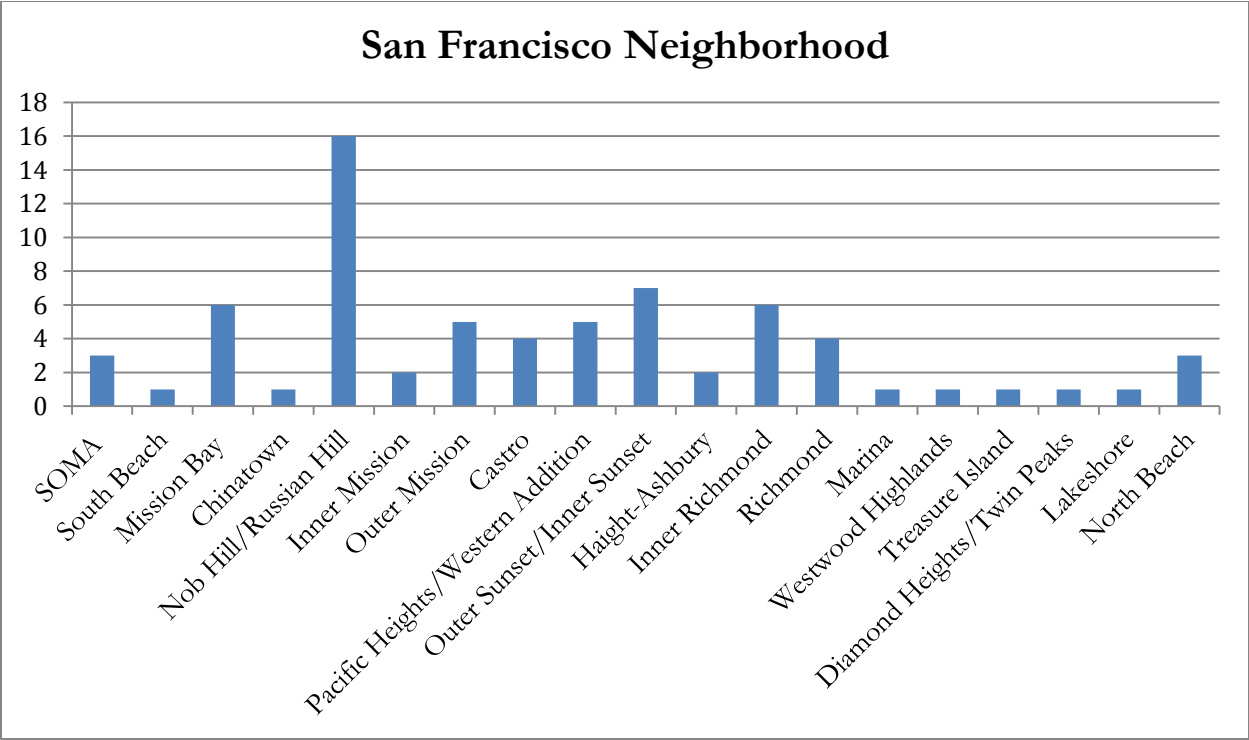 San Francisco Neighborhood
18
16
14
12
10
8
6
4
2
0
SOMA
South Beach
Mission Bay
Chinatown
Nob Hill/Russian Hill
Inner Mission
Outer Mission
Castro
Pacific Heights/Western Addition
Outer Sunset/Inner Sunset
Haight-Ashbury
Inner Richmond
Richmond
Marina
Westwood Highlands
Treasure Island
Diamond Heights/Twin Peaks
Lakeshore
North Beach